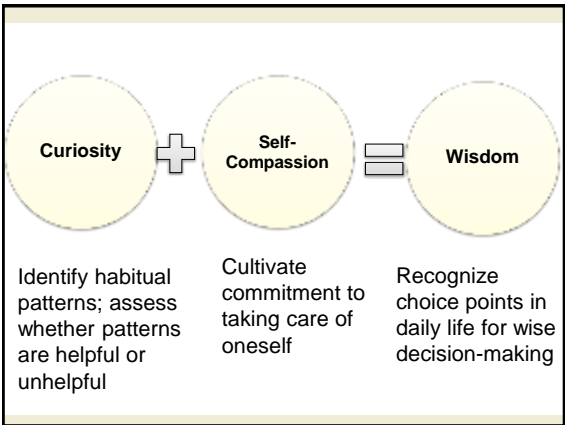 Curiosity
Self-
Compassion
Wisdom
Identify habitual
patterns; assess
whether patterns
are helpful or
unhelpful
Cultivate
commitment to
taking care of
oneself
Recognize
choice points in
daily life for wise
decision-making